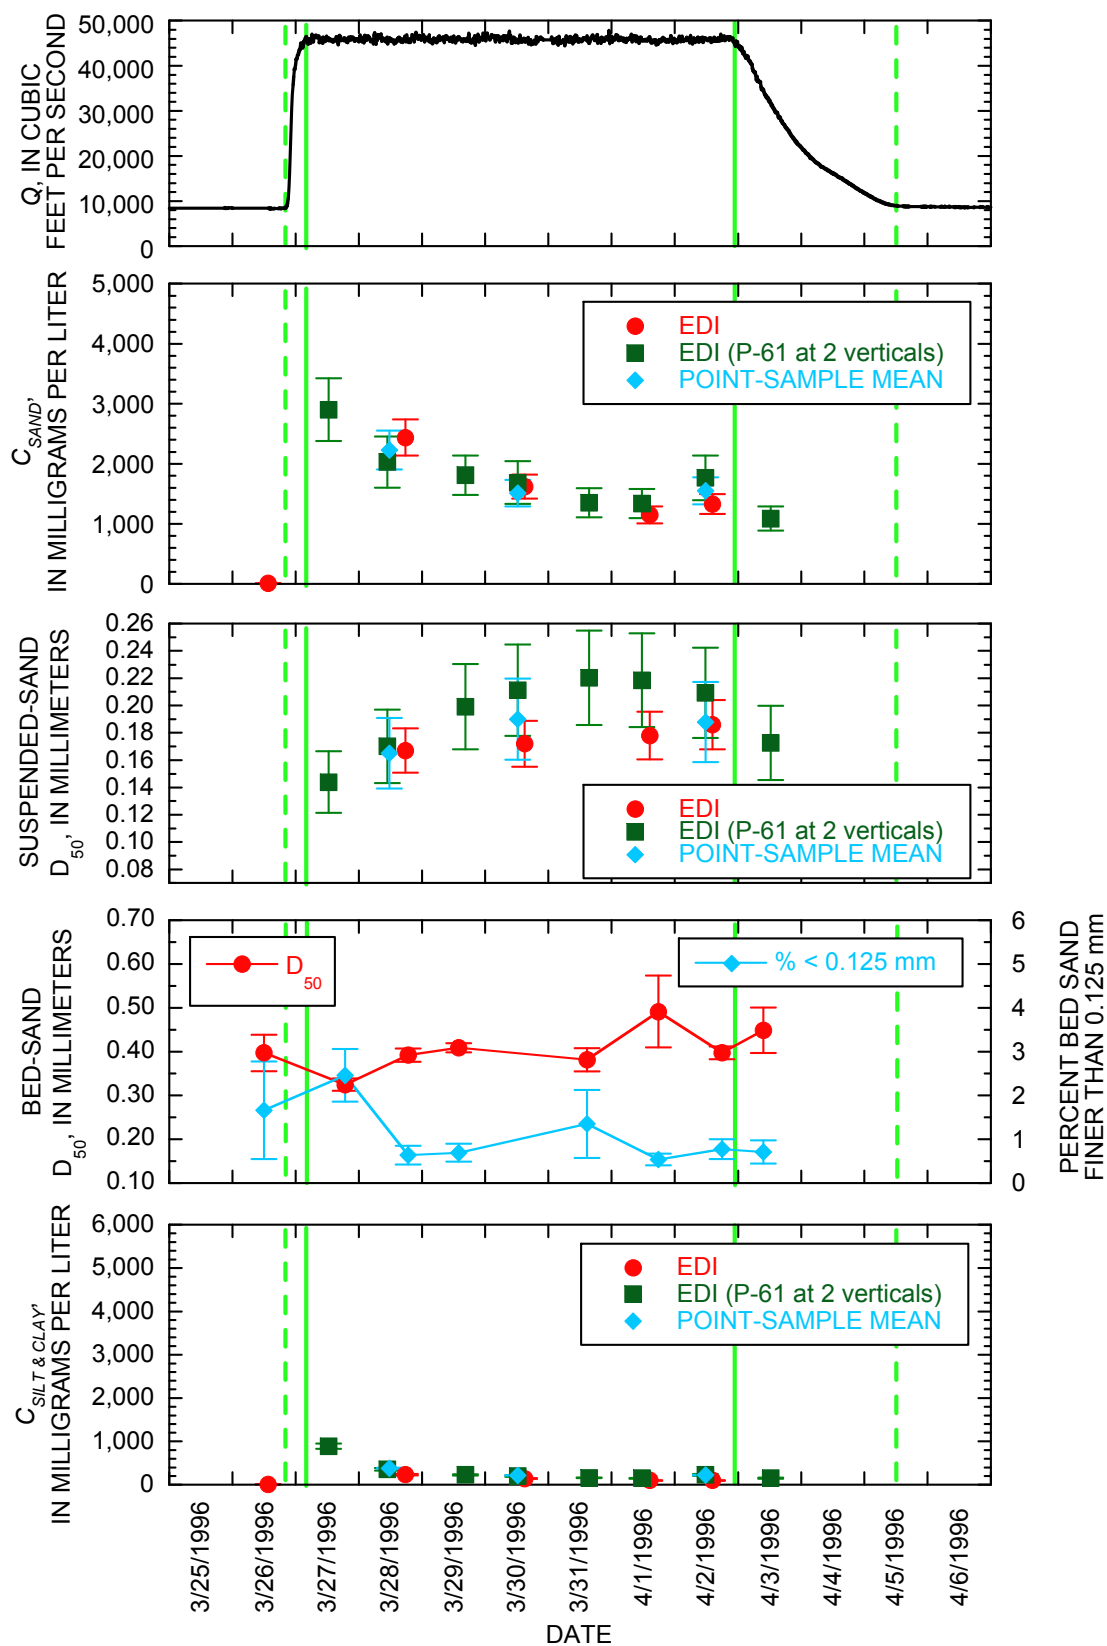 Q, IN CUBIC
FEET PER SECOND
50,000
40,000
30,000
20,000
10,000
0
C SAND,
IN MILLIGRAMS PER LITER
5,000
4,000
3,000
2,000
1,000
0
EDI
EDI (P-61 at 2 verticals)
POINT-SAMPLE MEAN
SUSPENDED-SAND
D50, IN MILLIMETERS
0.26
0.24
0.22
0.20
0.18
0.16
0.14
0.12
0.10
0.08
EDI
EDI (P-61 at 2 verticals)
POINT-SAMPLE MEAN
BED-SAND
D50, IN MILLIMETERS
0.70
0.60
0.50
0.40
0.30
0.20
0.10
D50
% < 0.125 mm
6
5
4
3
2
1
0
PERCENT BED SAND
FINER THAN 0.125 mm
C SILT & CLAY,
IN MILLIGRAMS PER LITER
6,000
5,000
4,000
3,000
2,000
1,000
0
EDI
EDI (P-61 at 2 verticals)
POINT-SAMPLE MEAN
3/25/1996
3/26/1996
3/27/1996
3/28/1996
3/29/1996
3/30/1996
3/31/1996
4/1/1996
4/2/1996
4/3/1996
4/4/1996
4/5/1996
4/6/1996
DATE